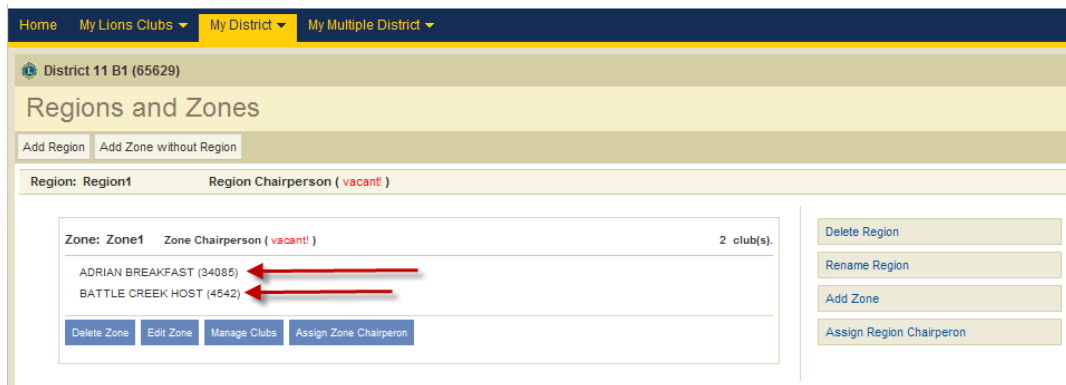 Home My Lions Clubs My District My Multiple District
District 11 B1 (65629)
Regions and Zones
Add Region Add Zone without Region
Region: Region1 Region Chairperson ( vacant! )
Zone: Zone1 Zone Chairperson ( vacant! ) 2 club(s).
ADRIAN BREAKFAST (34085)
BATTLE CREEK HOST (4542)
Delete Zone Edit Zone Manage Clubs Assign Zone Chairperon
Delete Region
Rename Region
Add Zone
Assign Region Chairperon